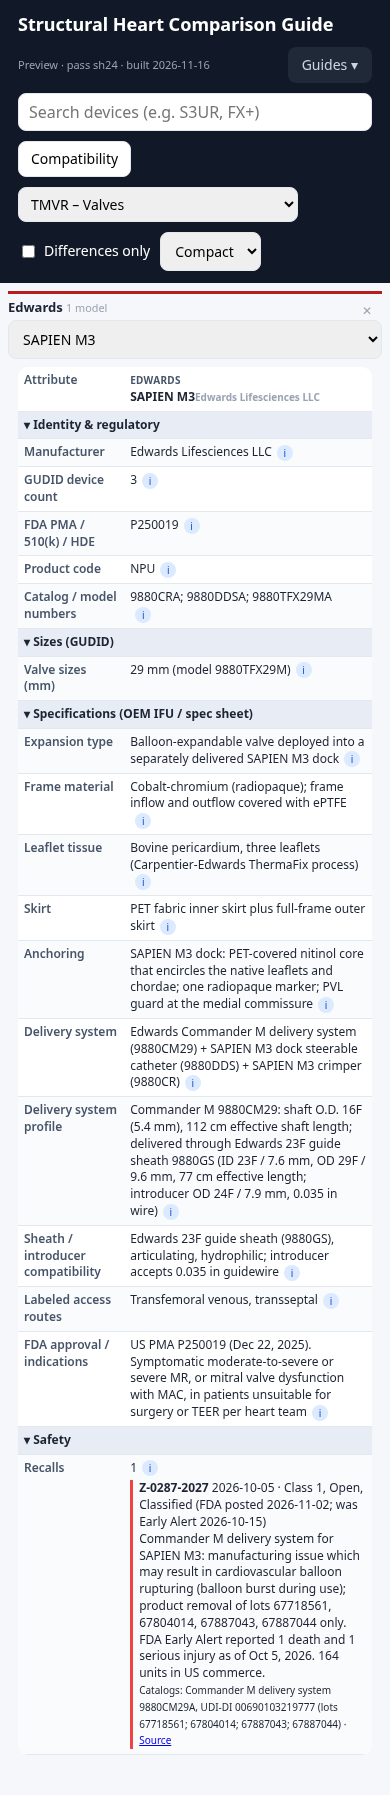 Structural Heart Comparison Guide
Preview · pass sh24 · built 2026-11-16
Guides ▾
Search devices (e.g. S3UR, FX+)
Compatibility
TMVR – Valves
Differences only
Compact
Edwards 1 model
×
SAPIEN M3
Attribute
EDWARDS
SAPIEN M3Edwards Lifesciences LLC
▾ Identity & regulatory
Manufacturer
Edwards Lifesciences LLC i
GUDID device
count
3 i
FDA PMA /
510(k) / HDE
P250019 i
Product code
NPU i
Catalog / model
numbers
9880CRA; 9880DDSA; 9880TFX29MA
i
▾ Sizes (GUDID)
Valve sizes
(mm)
29 mm (model 9880TFX29M) i
▾ Specifications (OEM IFU / spec sheet)
Expansion type
Balloon-expandable valve deployed into a
separately delivered SAPIEN M3 dock i
Frame material
Cobalt-chromium (radiopaque); frame
inflow and outflow covered with ePTFE
i
Leaflet tissue
Bovine pericardium, three leaflets
(Carpentier-Edwards ThermaFix process)
i
Skirt
PET fabric inner skirt plus full-frame outer
skirt i
Anchoring
SAPIEN M3 dock: PET-covered nitinol core
that encircles the native leaflets and
chordae; one radiopaque marker; PVL
guard at the medial commissure i
Delivery system
Edwards Commander M delivery system
(9880CM29) + SAPIEN M3 dock steerable
catheter (9880DDS) + SAPIEN M3 crimper
(9880CR) i
Delivery system
profile
Commander M 9880CM29: shaft O.D. 16F
(5.4 mm), 112 cm effective shaft length;
delivered through Edwards 23F guide
sheath 9880GS (ID 23F / 7.6 mm, OD 29F /
9.6 mm, 77 cm effective length;
introducer OD 24F / 7.9 mm, 0.035 in
wire) i
Sheath /
introducer
compatibility
Edwards 23F guide sheath (9880GS),
articulating, hydrophilic; introducer
accepts 0.035 in guidewire i
Labeled access
routes
Transfemoral venous, transseptal i
FDA approval /
indications
US PMA P250019 (Dec 22, 2025).
Symptomatic moderate-to-severe or
severe MR, or mitral valve dysfunction
with MAC, in patients unsuitable for
surgery or TEER per heart team i
▾ Safety
Recalls
1 i
Z-0287-2027 2026-10-05 · Class 1, Open,
Classified (FDA posted 2026-11-02; was
Early Alert 2026-10-15)
Commander M delivery system for
SAPIEN M3: manufacturing issue which
may result in cardiovascular balloon
rupturing (balloon burst during use);
product removal of lots 67718561,
67804014, 67887043, 67887044 only.
FDA Early Alert reported 1 death and 1
serious injury as of Oct 5, 2026. 164
units in US commerce.
Catalogs: Commander M delivery system
9880CM29A, UDI-DI 00690103219777 (lots
67718561; 67804014; 67887043; 67887044) ·
Source